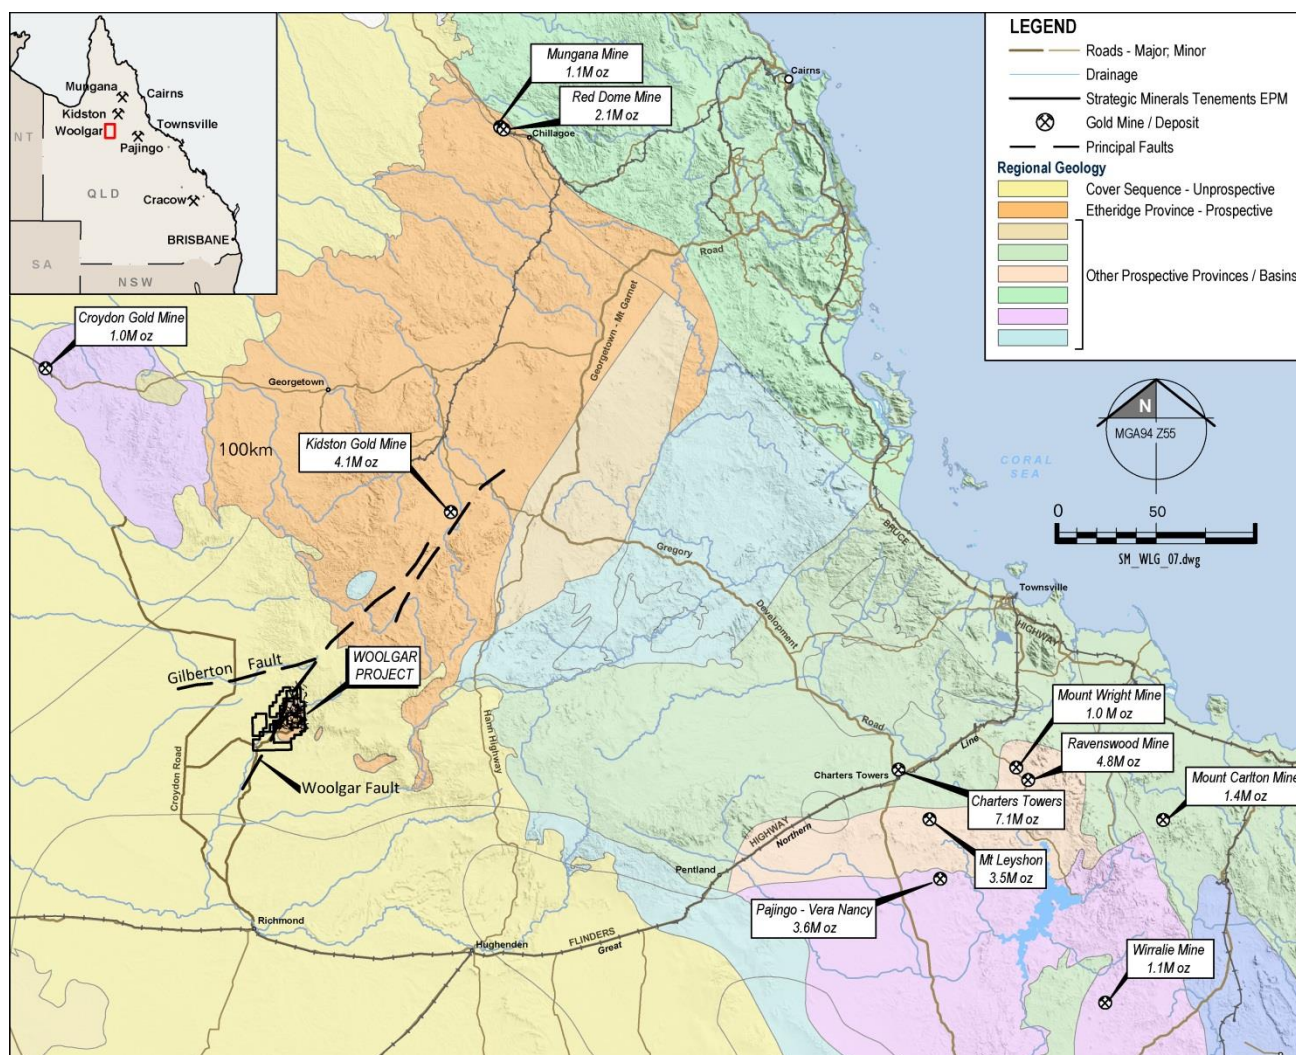 Mungana
Cairns
Kidston
Woolgar
Townsville
Pajingo
NT
QLD
Cracow
BRISBANE
SA
NSW
Mungana Mine
1.1M oz
Red Dome Mine
2.1M oz
Cairns
Chillagoe
LEGEND
Roads - Major; Minor
Drainage
Strategic Minerals Tenements EPM
Gold Mine / Deposit
Principal Faults
Regional Geology
Cover Sequence - Unprospective
Etheridge Province - Prospective
Other Prospective Provinces / Basins
Road
Georgetown - Mt Garnet
Croydon Gold Mine
1.0M oz
Georgetown
100km
Kidston Gold Mine
4.1M oz
N
MGA94 Z55
CORAL
SEA
0 50
SM_WLG_07.dwg
BRUCE
HIGHWAY
Townsville
Gregory
Development
Road
Gilberton Fault
WOOLGAR
PROJECT
Croydon Road
Hann Highway
Woolgar Fault
Mount Wright Mine
1.0 M oz
Ravenswood Mine
4.8M oz
Mount Carlton Mine
1.4M oz
Line
Charters Towers
Charters Towers
7.1M oz
HIGHWAY
Northern
Mt Leyshon
3.5M oz
Pentland
Pajingo - Vera Nancy
3.6M oz
Richmond
Hughenden
FLINDERS
Great
Wirralie Mine
1.1M oz